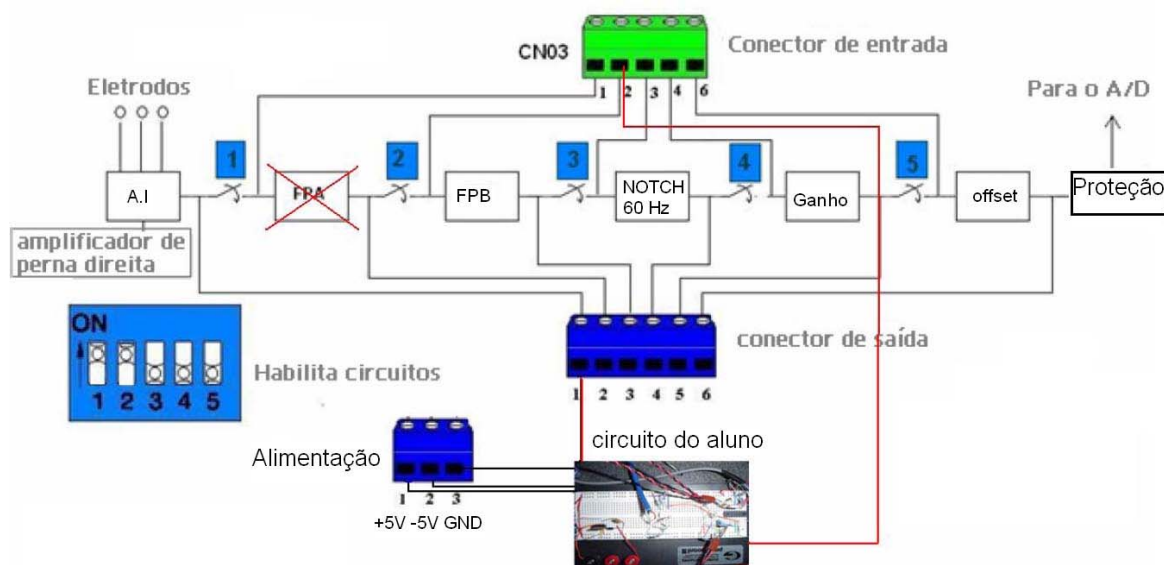 CN03
Conector de entrada
1 2 3 4 6
Eletrodos
Para o A/D
1
2
3
4
5
A.I
FPA
FPB
NOTCH
60 Hz
Ganho
offset
Proteção
amplificador de
perna direita
ON
1 2 3 4 5
Habilita circuitos
conector de saída
1 2 3 4 5 6
circuito do aluno
Alimentação
1 2 3
+5V -5V GND